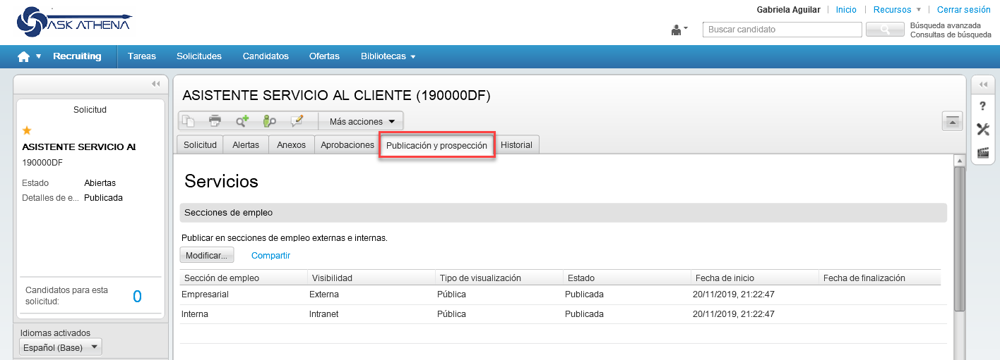 ASK ATHENA
Gabriela Aguilar | Inicio | Recursos | Cerrar sesión
Buscar candidato
Búsqueda avanzada
Consultas de búsqueda
Recruiting Tareas Solicitudes Candidatos Ofertas Bibliotecas
Solicitud
ASISTENTE SERVICIO AL
190000DF
Estado Abiertas
Detalles de e... Publicada
Candidatos para esta
solicitud: 0
Idiomas activados
Español (Base)
ASISTENTE SERVICIO AL CLIENTE (190000DF)
Más acciones
Solicitud Alertas Anexos Aprobaciones Publicación y prospección Historial
Servicios
Secciones de empleo
Publicar en secciones de empleo externas e internas.
Modificar... Compartir
Sección de empleo Visibilidad Tipo de visualización Estado Fecha de inicio Fecha de finalización
Empresarial Externa Pública Publicada 20/11/2019, 21:22:47
Interna Intranet Pública Publicada 20/11/2019, 21:22:47
?